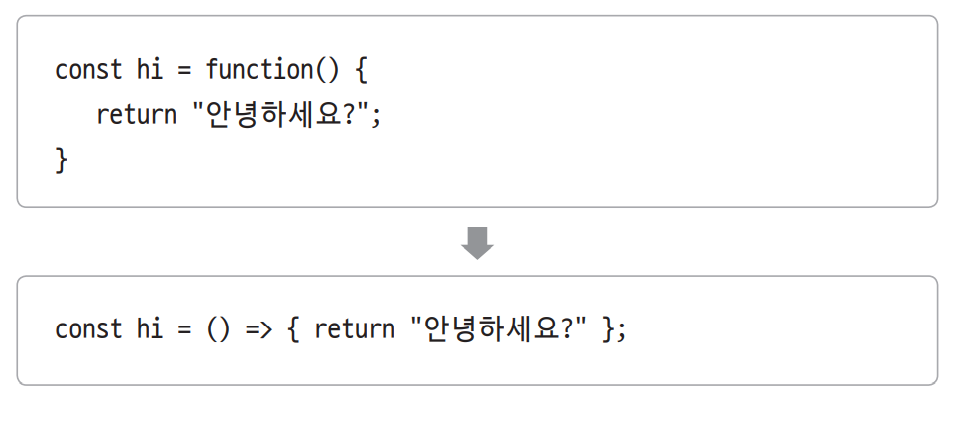 const hi = function() {
return "안녕하세요?";
}
const hi = () => { return "안녕하세요?" };